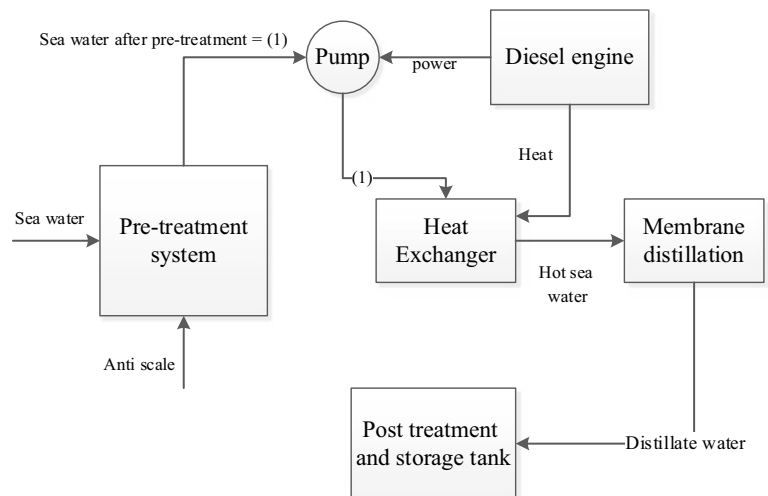 Sea water after pre-treatment = (1)
Pump
power
Diesel engine
Heat
(1)
Sea water
Pre-treatment
system
Heat
Exchanger
Membrane
distillation
Hot sea
water
Anti scale
Post treatment
and storage tank
Distillate water